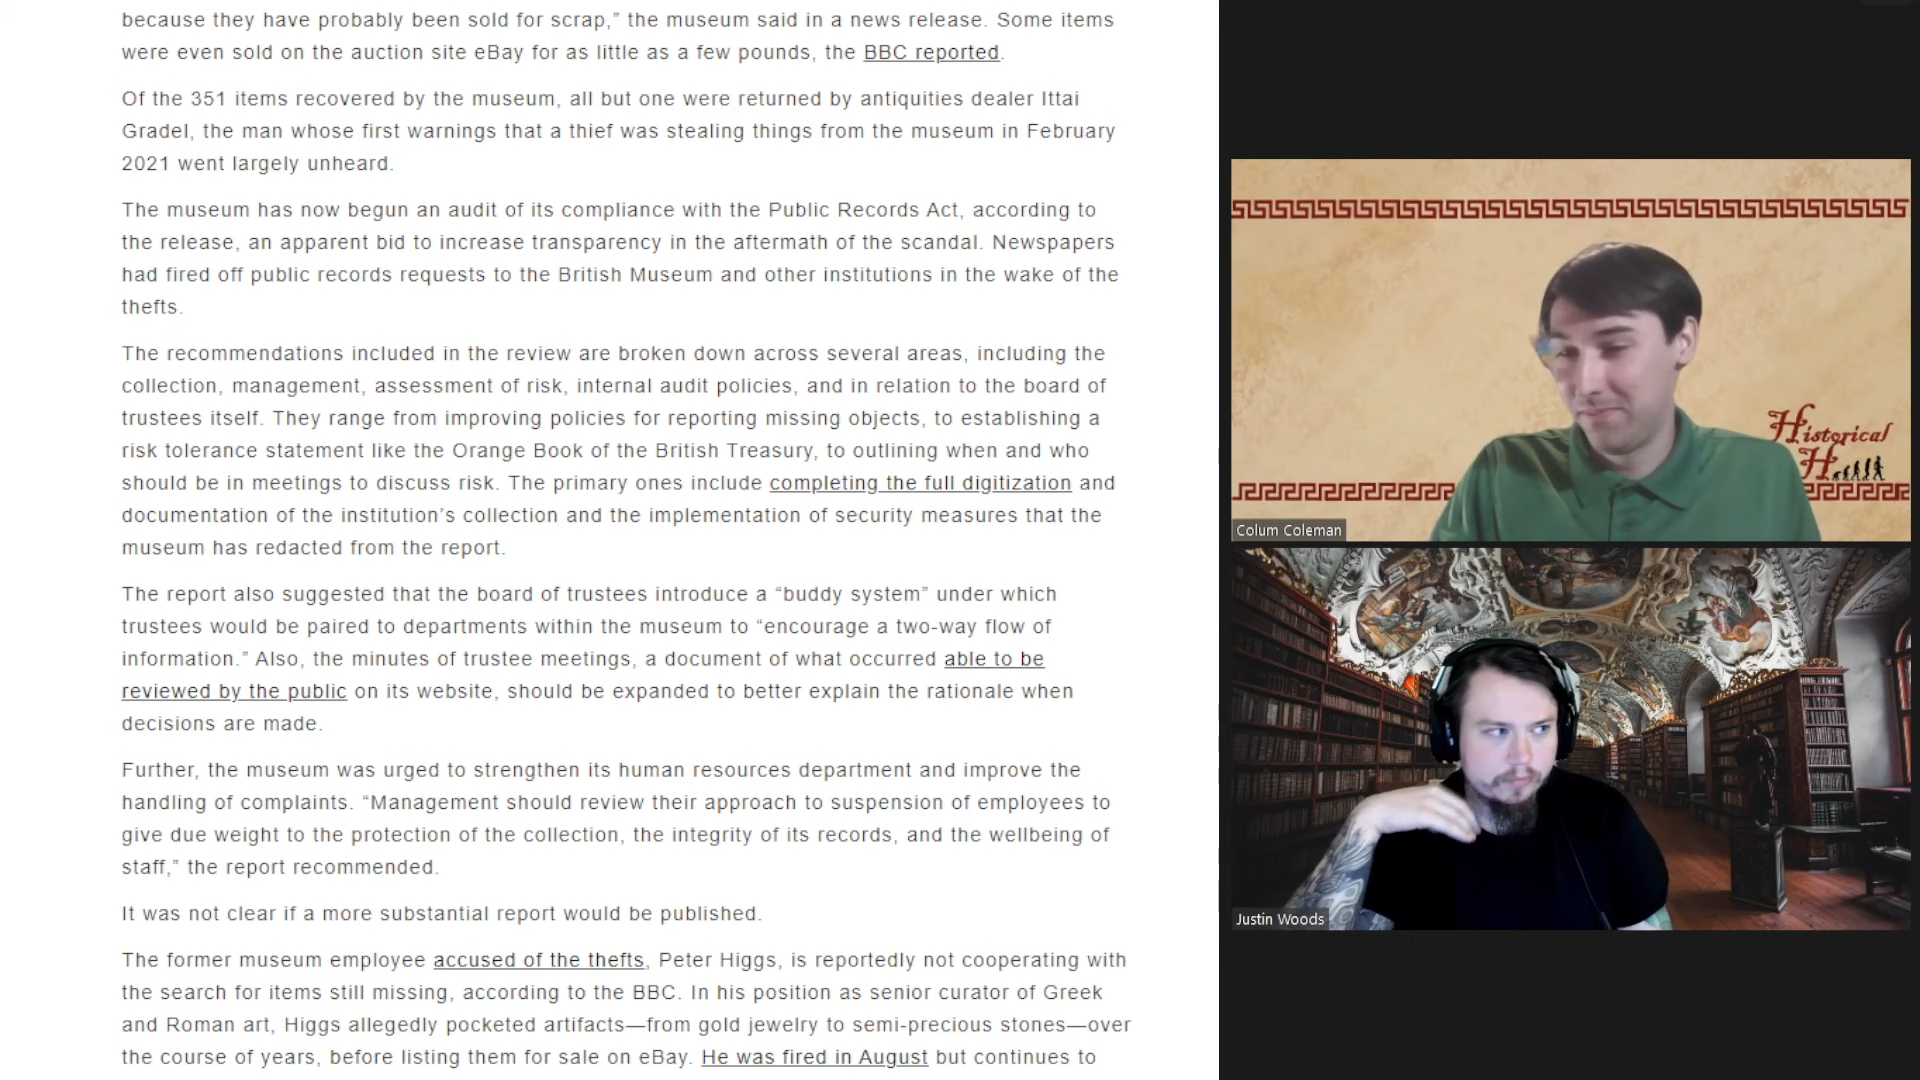 because they have probably been sold for scrap,” the museum said in a news release. Some items
were even sold on the auction site eBay for as little as a few pounds, the BBC reported.
Of the 351 items recovered by the museum, all but one were returned by antiquities dealer Ittai
Gradel, the man whose first warnings that a thief was stealing things from the museum in February
2021 went largely unheard.
The museum has now begun an audit of its compliance with the Public Records Act, according to
the release, an apparent bid to increase transparency in the aftermath of the scandal. Newspapers
had fired off public records requests to the British Museum and other institutions in the wake of the
thefts.
The recommendations included in the review are broken down across several areas, including the
collection, management, assessment of risk, internal audit policies, and in relation to the board of
trustees itself. They range from improving policies for reporting missing objects, to establishing a
risk tolerance statement like the Orange Book of the British Treasury, to outlining when and who
should be in meetings to discuss risk. The primary ones include completing the full digitization and
documentation of the institution’s collection and the implementation of security measures that the
museum has redacted from the report.
The report also suggested that the board of trustees introduce a “buddy system” under which
trustees would be paired to departments within the museum to “encourage a two-way flow of
information.” Also, the minutes of trustee meetings, a document of what occurred able to be
reviewed by the public on its website, should be expanded to better explain the rationale when
decisions are made.
Further, the museum was urged to strengthen its human resources department and improve the
handling of complaints. “Management should review their approach to suspension of employees to
give due weight to the protection of the collection, the integrity of its records, and the wellbeing of
staff,” the report recommended.
It was not clear if a more substantial report would be published.
The former museum employee accused of the thefts, Peter Higgs, is reportedly not cooperating with
the search for items still missing, according to the BBC. In his position as senior curator of Greek
and Roman art, Higgs allegedly pocketed artifacts—from gold jewelry to semi-precious stones—over
the course of years, before listing them for sale on eBay. He was fired in August but continues to
Historical
H
Colum Coleman
Justin Woods